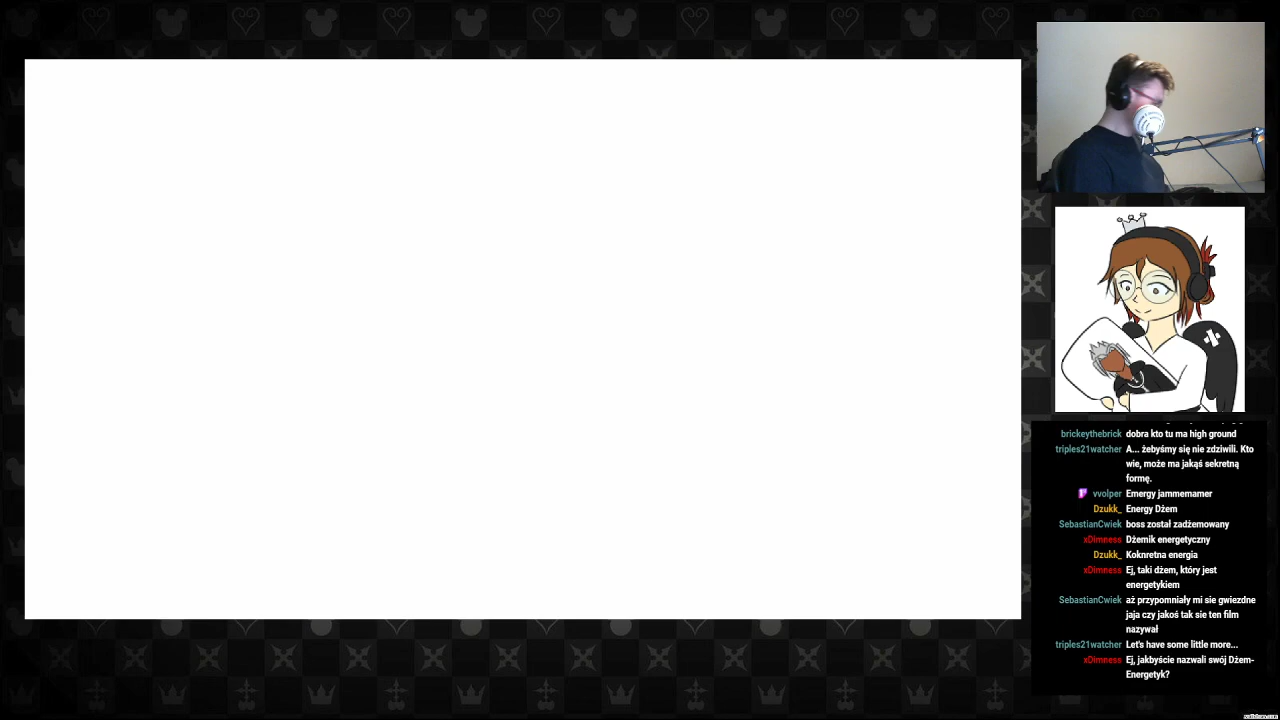 brickeythebrick dobra kto tu ma high ground
triples21watcher A... żebyśmy się nie zdziwili. Kto
wie, może ma jakąś sekretną
formę.
vvolper Emergy jammemamer
Dzukk_ Energy Dżem
SebastianCwiek boss został zadżemowany
xDimness Dżemik energetyczny
Dzukk_ Koknretna energia
xDimness Ej, taki dżem, który jest
energetykiem
SebastianCwiek aż przypomniały mi sie gwiezdne
jaja czy jakoś tak sie ten film
nazywał
triples21watcher Let's have some little more...
xDimness Ej, jakbyście nazwali swój Dżem-
Energetyk?